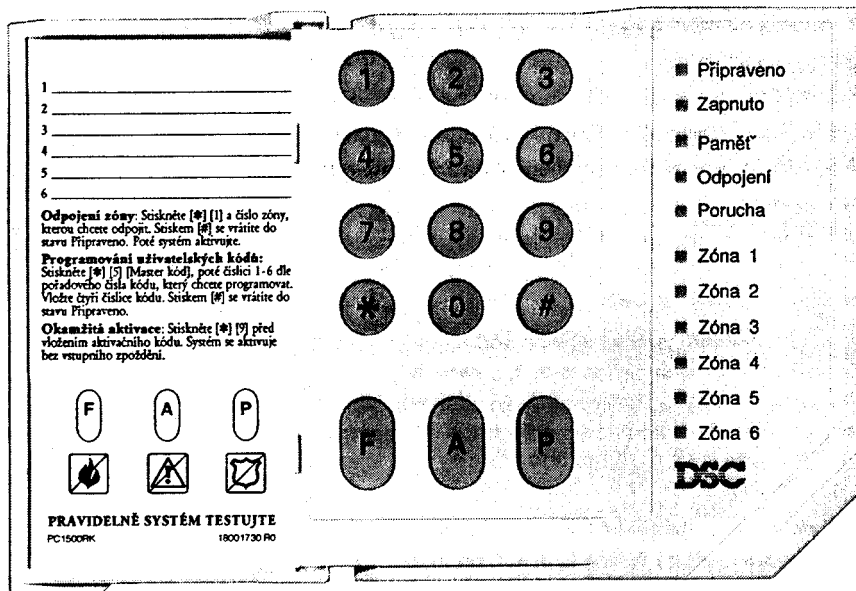 1
2
3
4
5
6
Odpojení zóny: Stiskněte [✱] [1] a číslo zóny,
kterou chcete odpojit. Stiskem [#] se vrátíte do
stavu Připraveno. Poté systém aktivujte.
Programování uživatelských kódů:
Stiskněte [✱] [5] [Master kód], poté číslici 1-6 dle
pořadového čísla kódu, který chcete programovat.
Vložte čtyři číslice kódu. Stiskem [#] se vrátíte do
stavu Připraveno.
Okamžitá aktivace: Stiskněte [✱] [9] před
vložením aktivačního kódu. Systém se aktivuje
bez vstupního zpoždění.
F A P
PRAVIDELNĚ SYSTÉM TESTUJTE
PC1500RK 18001730 R0
1 2 3
4 5 6
7 8 9
✱ 0 #
F A P
Připraveno
Zapnuto
Paměť
Odpojení
Porucha
Zóna 1
Zóna 2
Zóna 3
Zóna 4
Zóna 5
Zóna 6
DSC